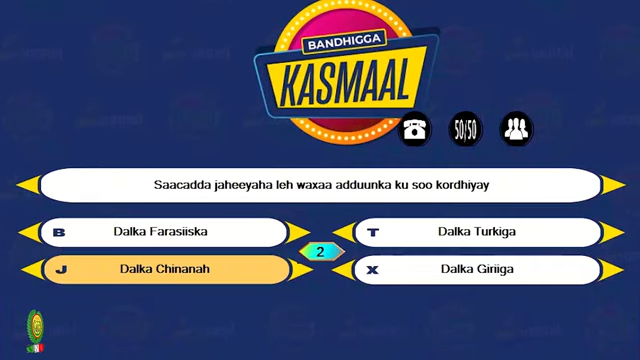 BANDHIGGA
KASMAAL
50/50
Saacadda jaheeyaha leh waxaa adduunka ku soo kordhiyay
B Dalka Farasiiska
T Dalka Turkiga
2
J Dalka Chinanah
X Dalka Giriiga